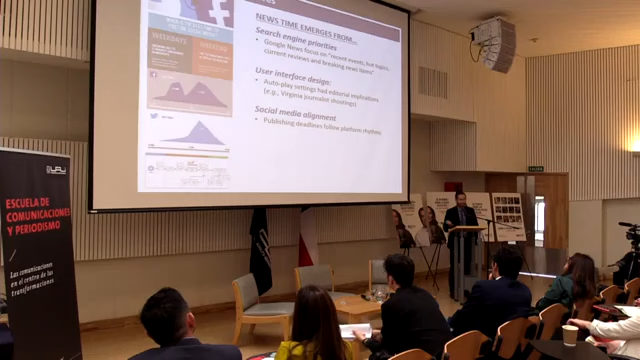 NEWS TIME EMERGES FROM...
Search engine priorities
• Google News focus on "recent events, hot topics,
current reviews and breaking news items"
User interface design:
• Auto-play settings had editorial implications
(e.g., Virginia journalist shootings)
Social media alignment
• Publishing deadlines follow platform rhythms
WEEKDAYS
ESCUELA DE
COMUNICACIONES
Y PERIODISMO
Las comunicaciones
en el centro de las
transformaciones
SALIDA